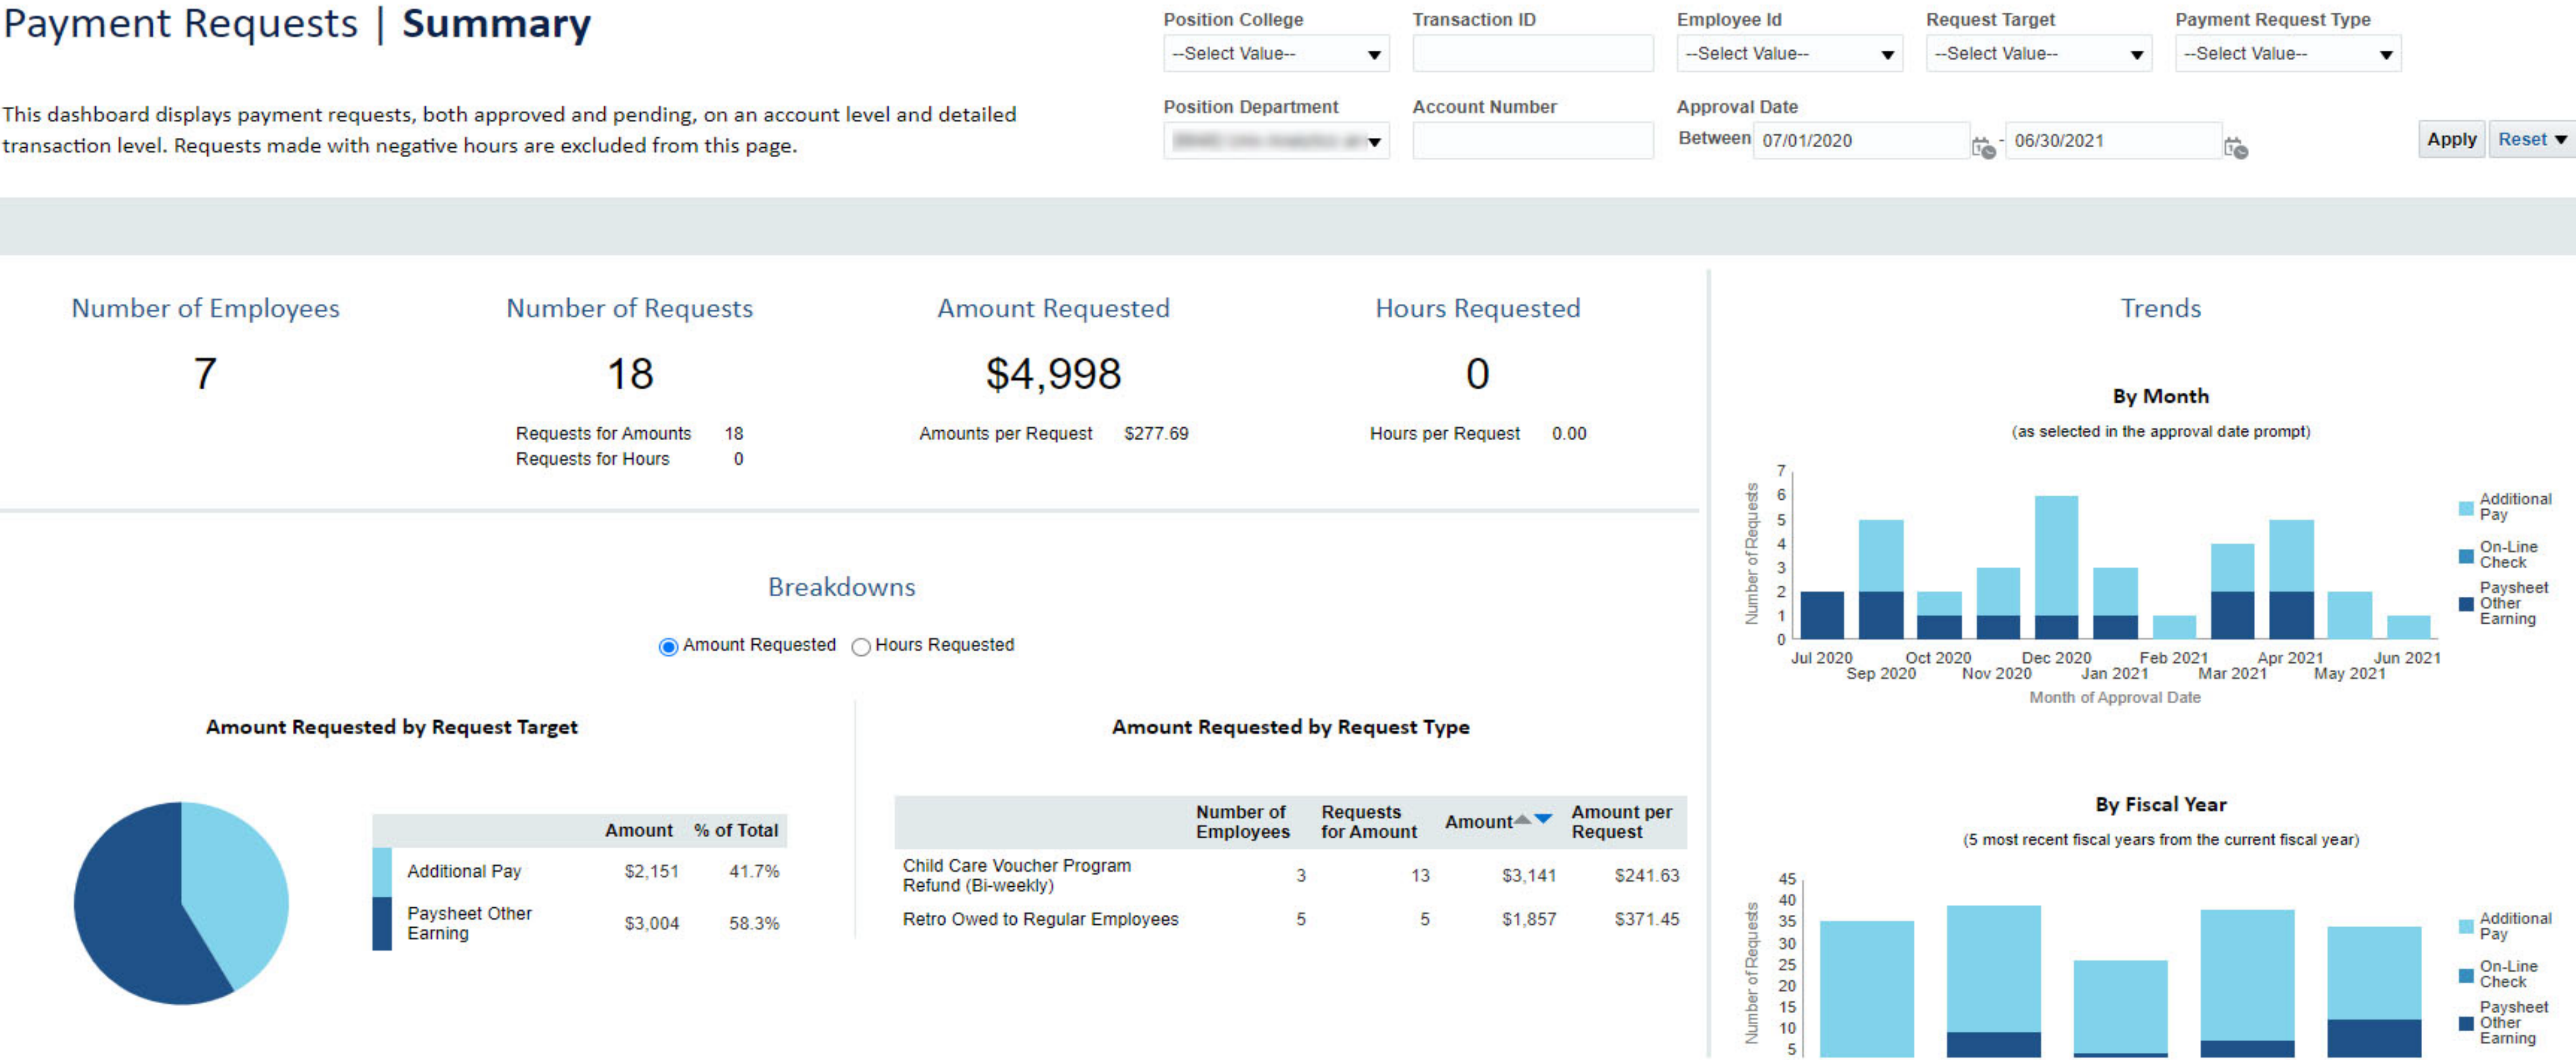 Payment Requests | Summary
This dashboard displays payment requests, both approved and pending, on an account level and detailed
transaction level. Requests made with negative hours are excluded from this page.
Position College
--Select Value--
Transaction ID
Employee Id
--Select Value--
Request Target
--Select Value--
Payment Request Type
--Select Value--
Position Department
Account Number
Approval Date
Between 07/01/2020 - 06/30/2021
Apply Reset
Number of Employees
7
Number of Requests
18
Requests for Amounts 18
Requests for Hours 0
Amount Requested
$4,998
Amounts per Request $277.69
Hours Requested
0
Hours per Request 0.00
Breakdowns
Amount Requested Hours Requested
Amount Requested by Request Target
Amount % of Total
Additional Pay $2,151 41.7%
Paysheet Other
Earning $3,004 58.3%
Amount Requested by Request Type
Number of
Employees
Requests
for Amount
Amount
Amount per
Request
Child Care Voucher Program
Refund (Bi-weekly) 3 13 $3,141 $241.63
Retro Owed to Regular Employees 5 5 $1,857 $371.45
Trends
By Month
(as selected in the approval date prompt)
Number of Requests
7
6
5
4
3
2
1
0
Jul 2020 Oct 2020 Dec 2020 Feb 2021 Apr 2021 Jun 2021
Sep 2020 Nov 2020 Jan 2021 Mar 2021 May 2021
Month of Approval Date
Additional
Pay
On-Line
Check
Paysheet
Other
Earning
By Fiscal Year
(5 most recent fiscal years from the current fiscal year)
Number of Requests
45
40
35
30
25
20
15
10
5
Additional
Pay
On-Line
Check
Paysheet
Other
Earning